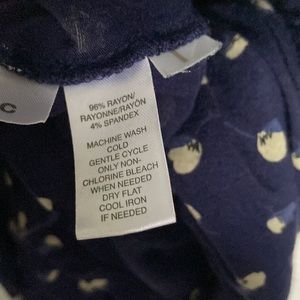 C
96% RAYON/
RAYONNE/RAYÓN
4% SPANDEX
MACHINE WASH
COLD
GENTLE CYCLE
ONLY NON-
CHLORINE BLEACH
WHEN NEEDED
DRY FLAT
COOL IRON
IF NEEDED